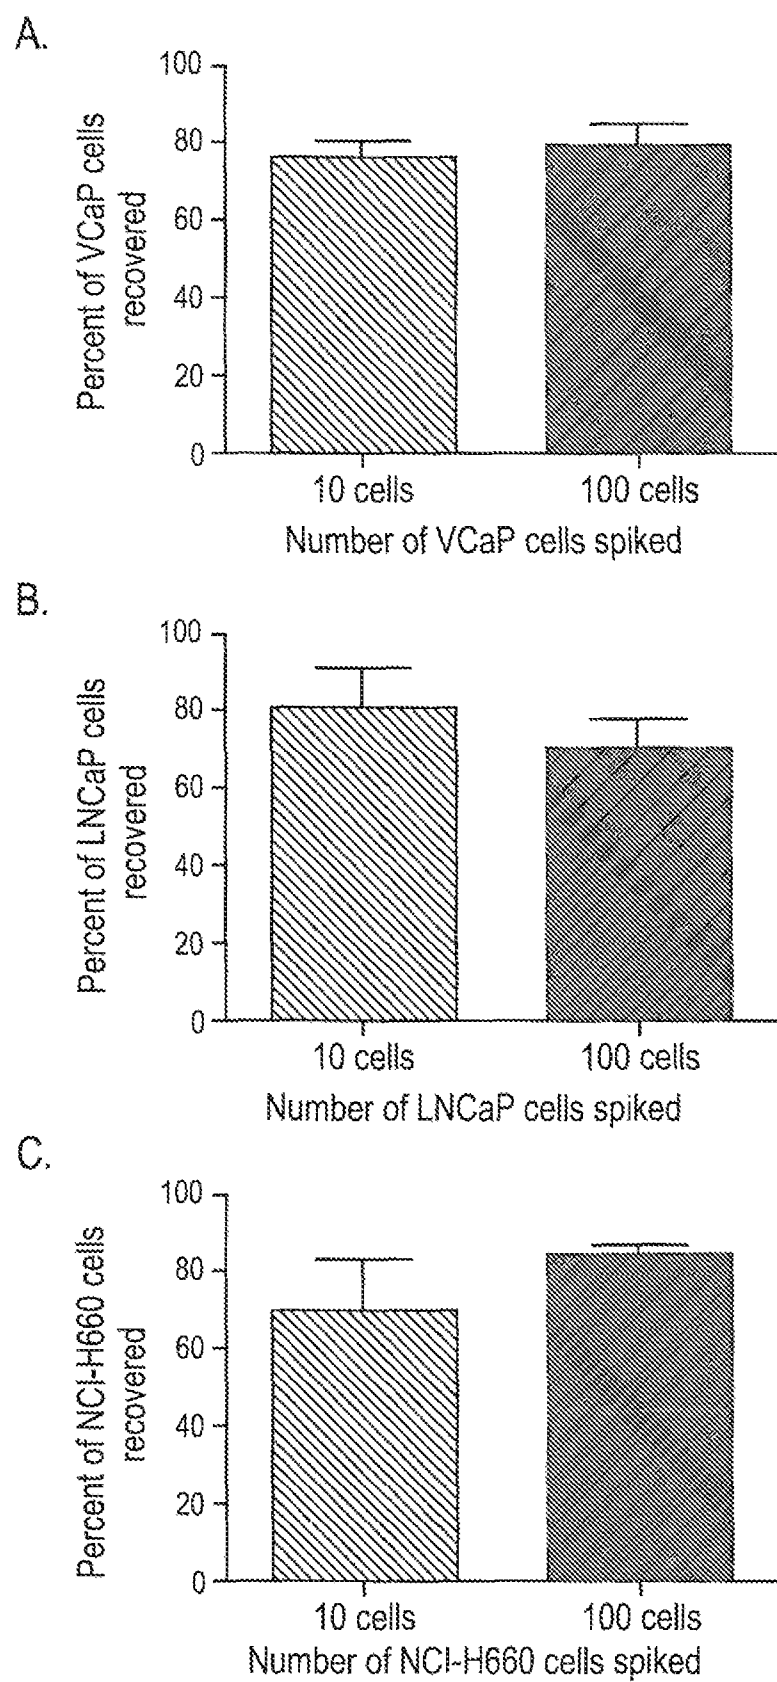 A.
Percent of VCaP cells
recovered
100
80
60
40
20
0
10 cells
100 cells
Number of VCaP cells spiked
B.
Percent of LNCaP cells
recovered
100
80
60
40
20
0
10 cells
100 cells
Number of LNCaP cells spiked
C.
Percent of NCI-H660 cells
recovered
100
80
60
40
20
0
10 cells
100 cells
Number of NCI-H660 cells spiked